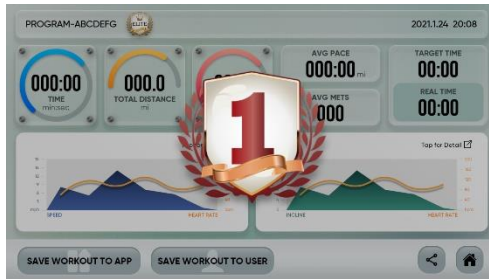 PROGRAM-ABCDEFG
ELITE
2021.1.24 20:08
000:00
TIME
min:sec
000.0
TOTAL DISTANCE
mi
AVG PACE
000:00 mi
AVG METS
000
TARGET TIME
00:00
REAL TIME
00:00
1
Tap for Detail
SPEED
HEART RATE
INCLINE
HEART RATE
SAVE WORKOUT TO APP
SAVE WORKOUT TO USER